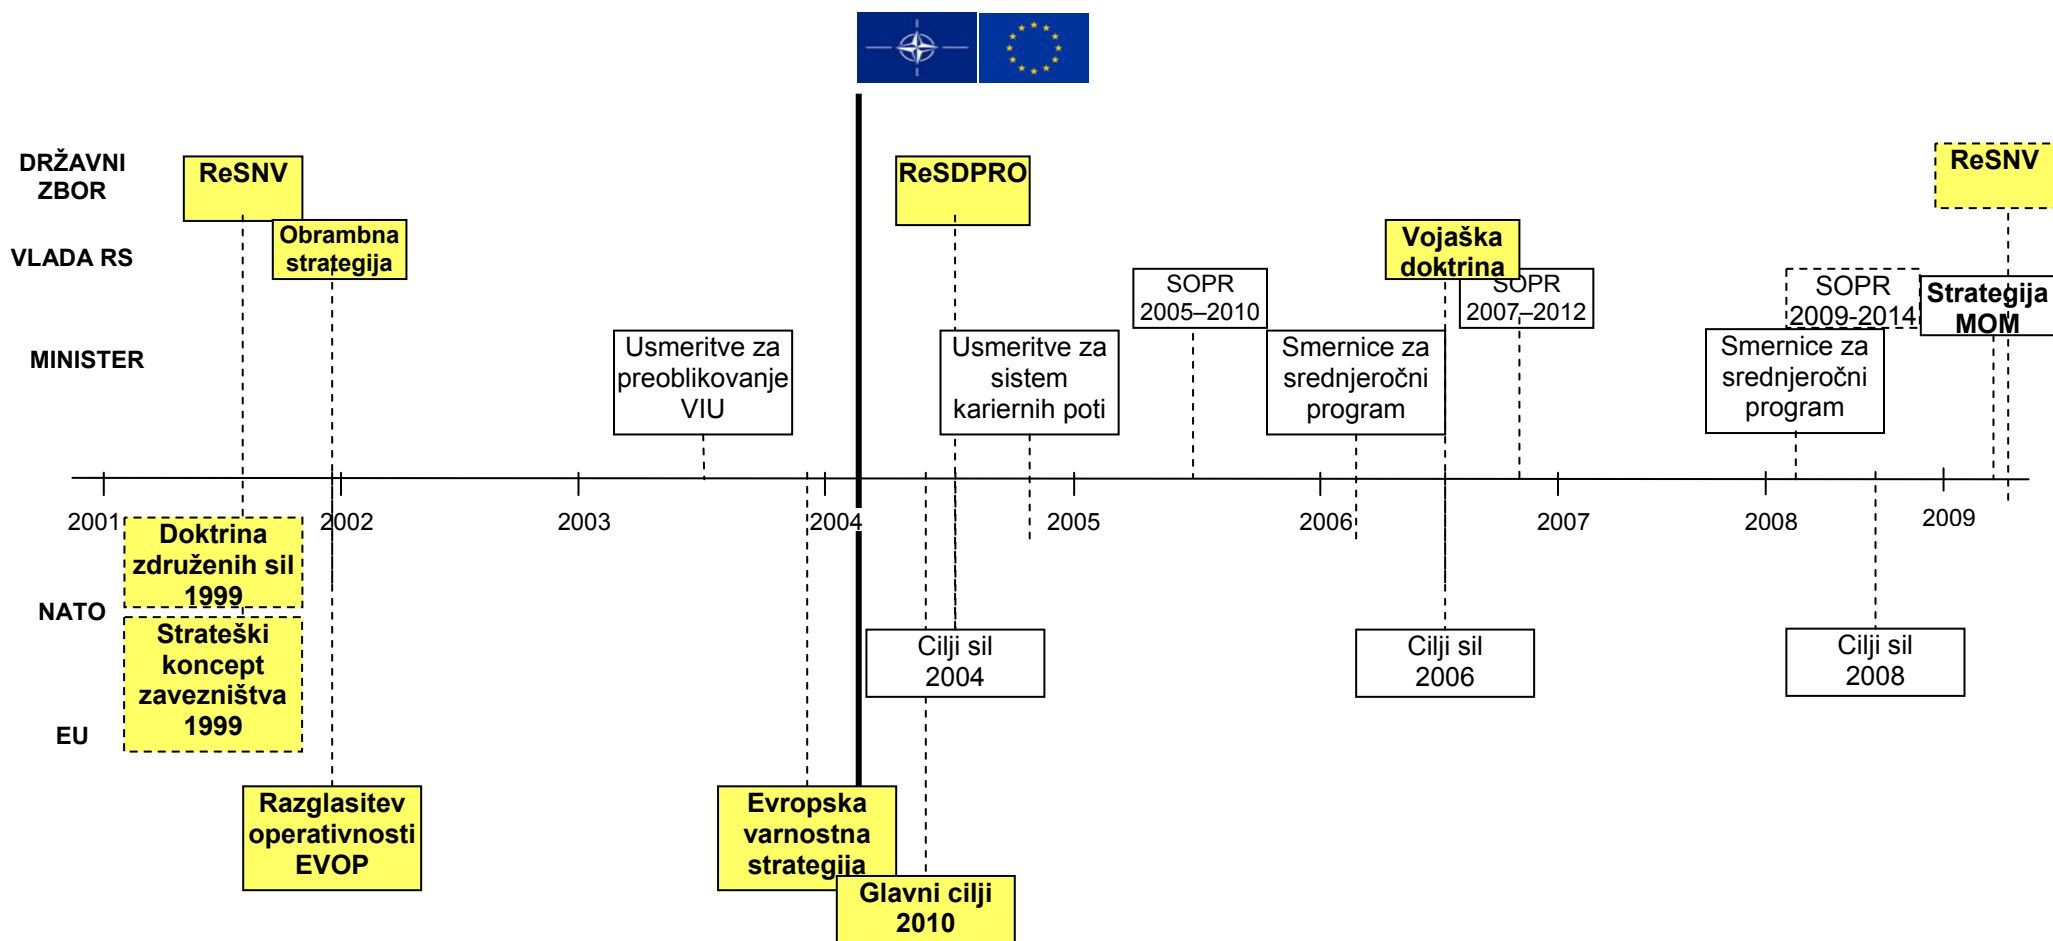 DRŽAVNI
ZBOR
ReSNV
ReSDPRO
ReSNV
VLADA RS
Obrambna
strategija
Vojaška
doktrina
SOPR
2005–2010
SOPR
2007–2012
SOPR
2009-2014
Strategija
MOM
MINISTER
Usmeritve za
preoblikovanje
VIU
Usmeritve za
sistem
kariernih poti
Smernice za
srednjeročni
program
Smernice za
srednjeročni
program
2001
2002
2003
2004
2005
2006
2007
2008
2009
Doktrina
združenih sil
1999
NATO
Strateški
koncept
zavezništva
1999
Cilji sil
2004
Cilji sil
2006
Cilji sil
2008
EU
Razglasitev
operativnosti
EVOP
Evropska
varnostna
strategija
Glavni cilji
2010